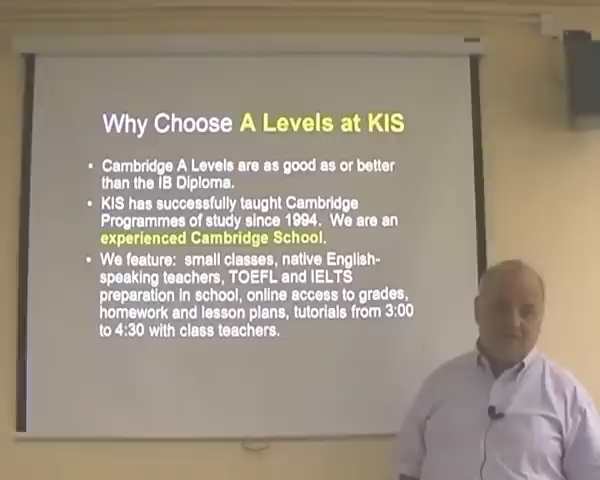 Why Choose A Levels at KIS
• Cambridge A Levels are as good as or better
than the IB Diploma.
• KIS has successfully taught Cambridge
Programmes of study since 1994. We are an
experienced Cambridge School.
• We feature: small classes, native English-
speaking teachers, TOEFL and IELTS
preparation in school, online access to grades,
homework and lesson plans, tutorials from 3:00
to 4:30 with class teachers.